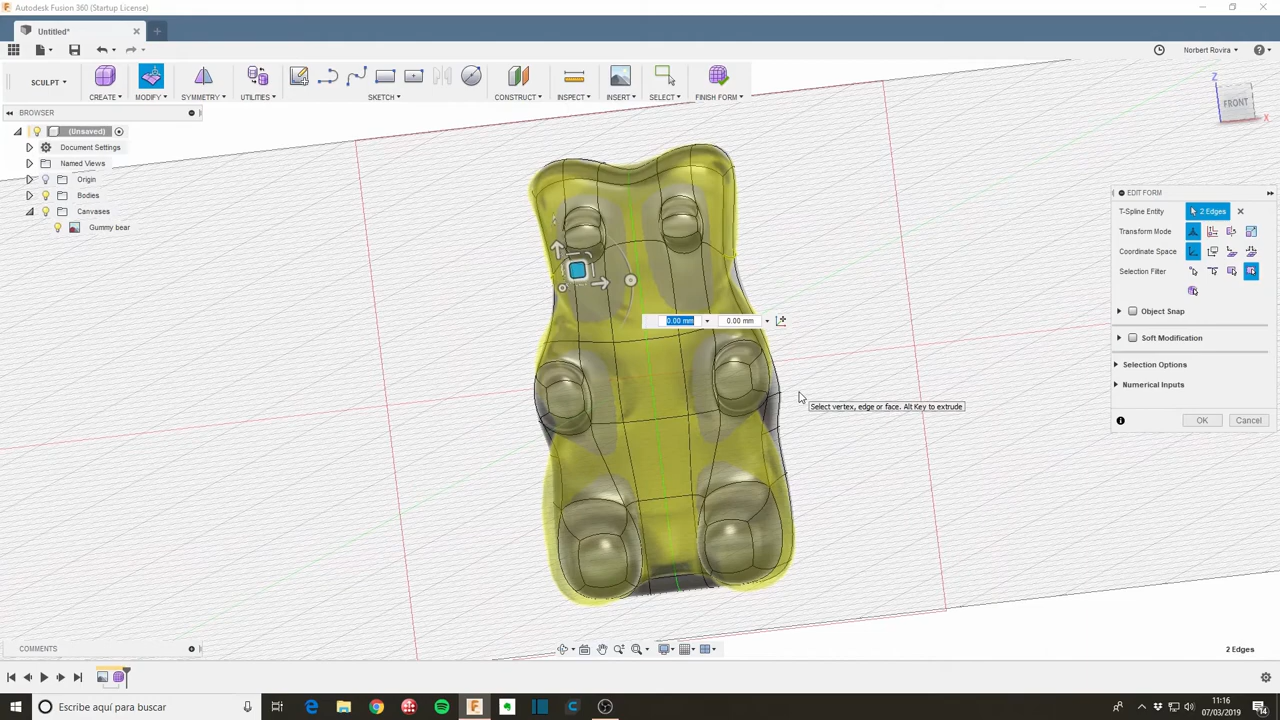 Autodesk Fusion 360 (Startup License)
Untitled*
Norbert Rovira
SCULPT
CREATE
MODIFY
SYMMETRY
UTILITIES
SKETCH
CONSTRUCT
INSPECT
INSERT
SELECT
FINISH FORM
BROWSER
(Unsaved)
Document Settings
Named Views
Origin
Bodies
Canvases
Gummy bear
Z
FRONT
X
EDIT FORM
T-Spline Entity
2 Edges
Transform Mode
Coordinate Space
Selection Filter
Object Snap
Soft Modification
Selection Options
Numerical Inputs
OK
Cancel
0.00 mm
0.00 mm
Select vertex, edge or face. Alt Key to extrude
COMMENTS
2 Edges
Escribe aquí para buscar
11:16
07/03/2019
14